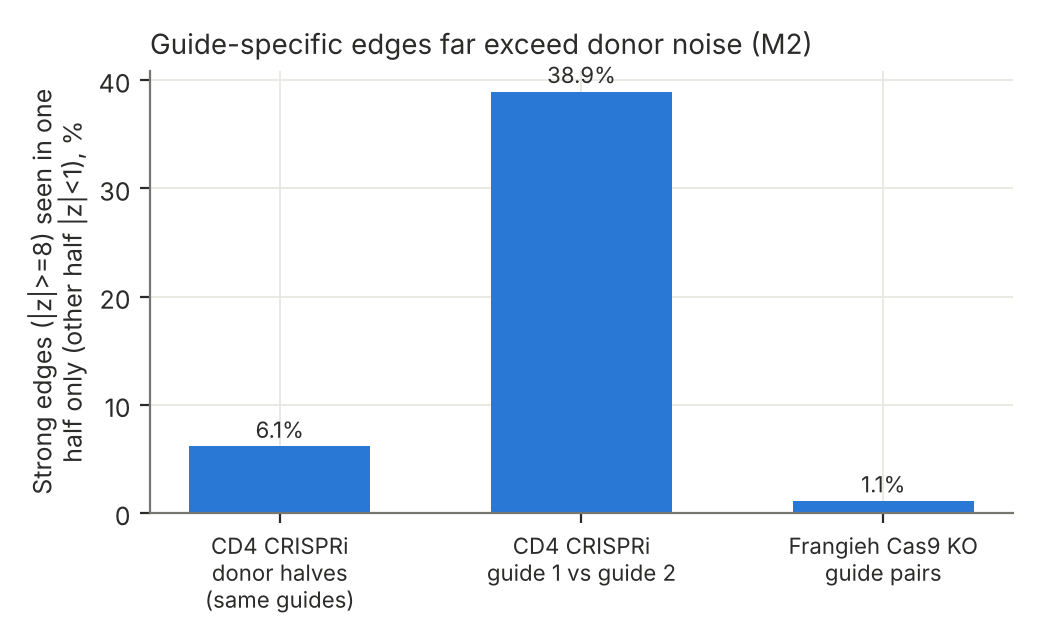 Guide-specific edges far exceed donor noise (M2)
Strong edges (|z|>=8) seen in one
half only (other half |z|<1), %
40
30
20
10
0
6.1%
38.9%
1.1%
CD4 CRISPRi
donor halves
(same guides)
CD4 CRISPRi
guide 1 vs guide 2
Frangieh Cas9 KO
guide pairs